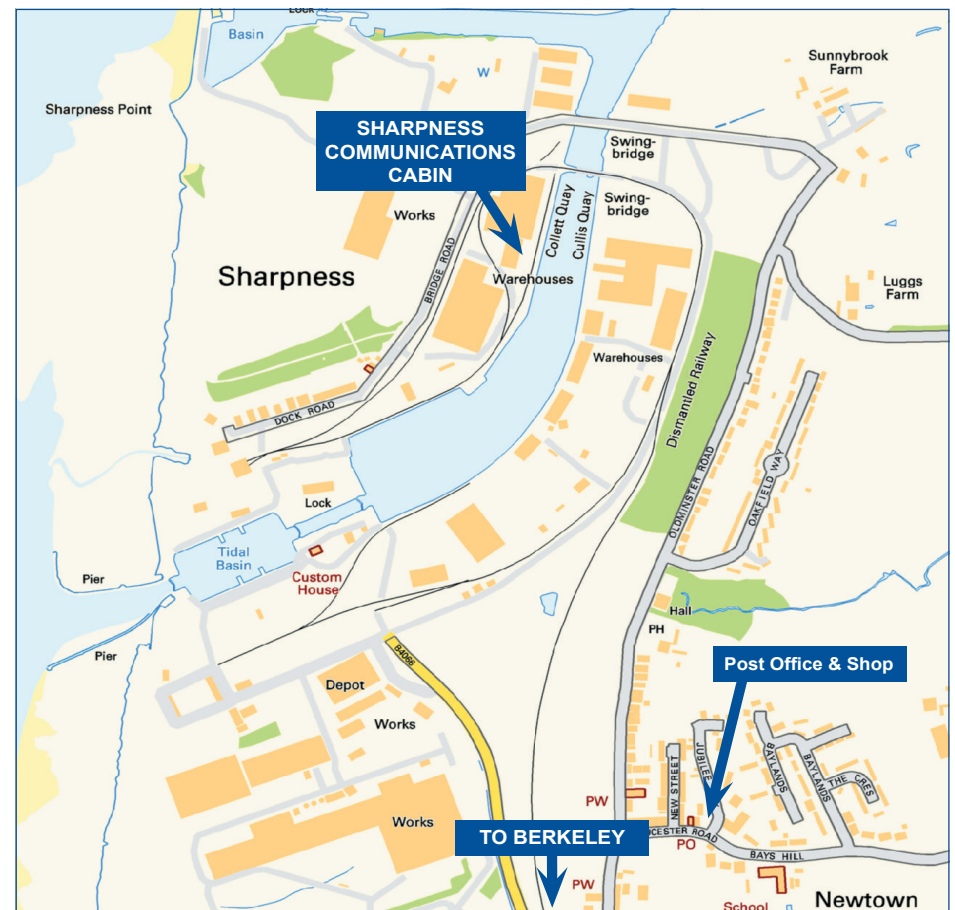 LOCK
Basin
W
Sunnybrook
Farm
Sharpness Point
SHARPNESS
COMMUNICATIONS
CABIN
Swing-
bridge
Swing-
bridge
Works
Collett Quay
Cullis Quay
BRIDGE ROAD
Sharpness
Warehouses
Luggs
Farm
Warehouses
Dismantled Railway
DOCK ROAD
OLDMINSTER ROAD
OAKFIELD WAY
Lock
Tidal
Basin
Custom
House
Pier
Hall
PH
Pier
B4066
Post Office & Shop
Depot
Works
JUBILEE
NEW STREET
BAYLANDS
BAYLANDS
THE CRES
PW
Works
TO BERKELEY
CESTER ROAD
PO
BAYS HILL
PW
School
Newtown